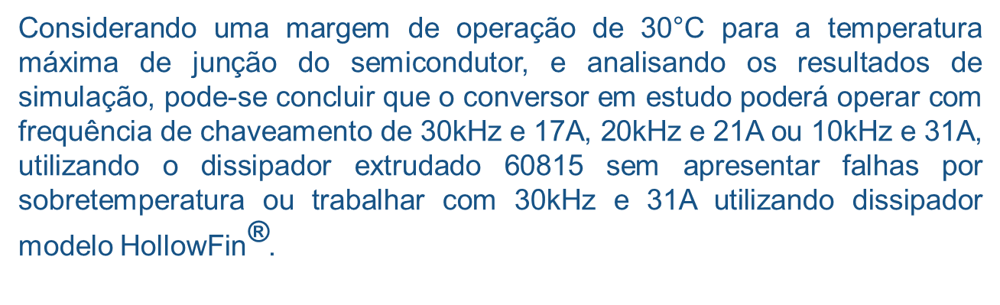 Considerando uma margem de operação de 30°C para a temperatura
máxima de junção do semicondutor, e analisando os resultados de
simulação, pode-se concluir que o conversor em estudo poderá operar com
frequência de chaveamento de 30kHz e 17A, 20kHz e 21A ou 10kHz e 31A,
utilizando o dissipador extrudado 60815 sem apresentar falhas por
sobretemperatura ou trabalhar com 30kHz e 31A utilizando dissipador
modelo HollowFin®.